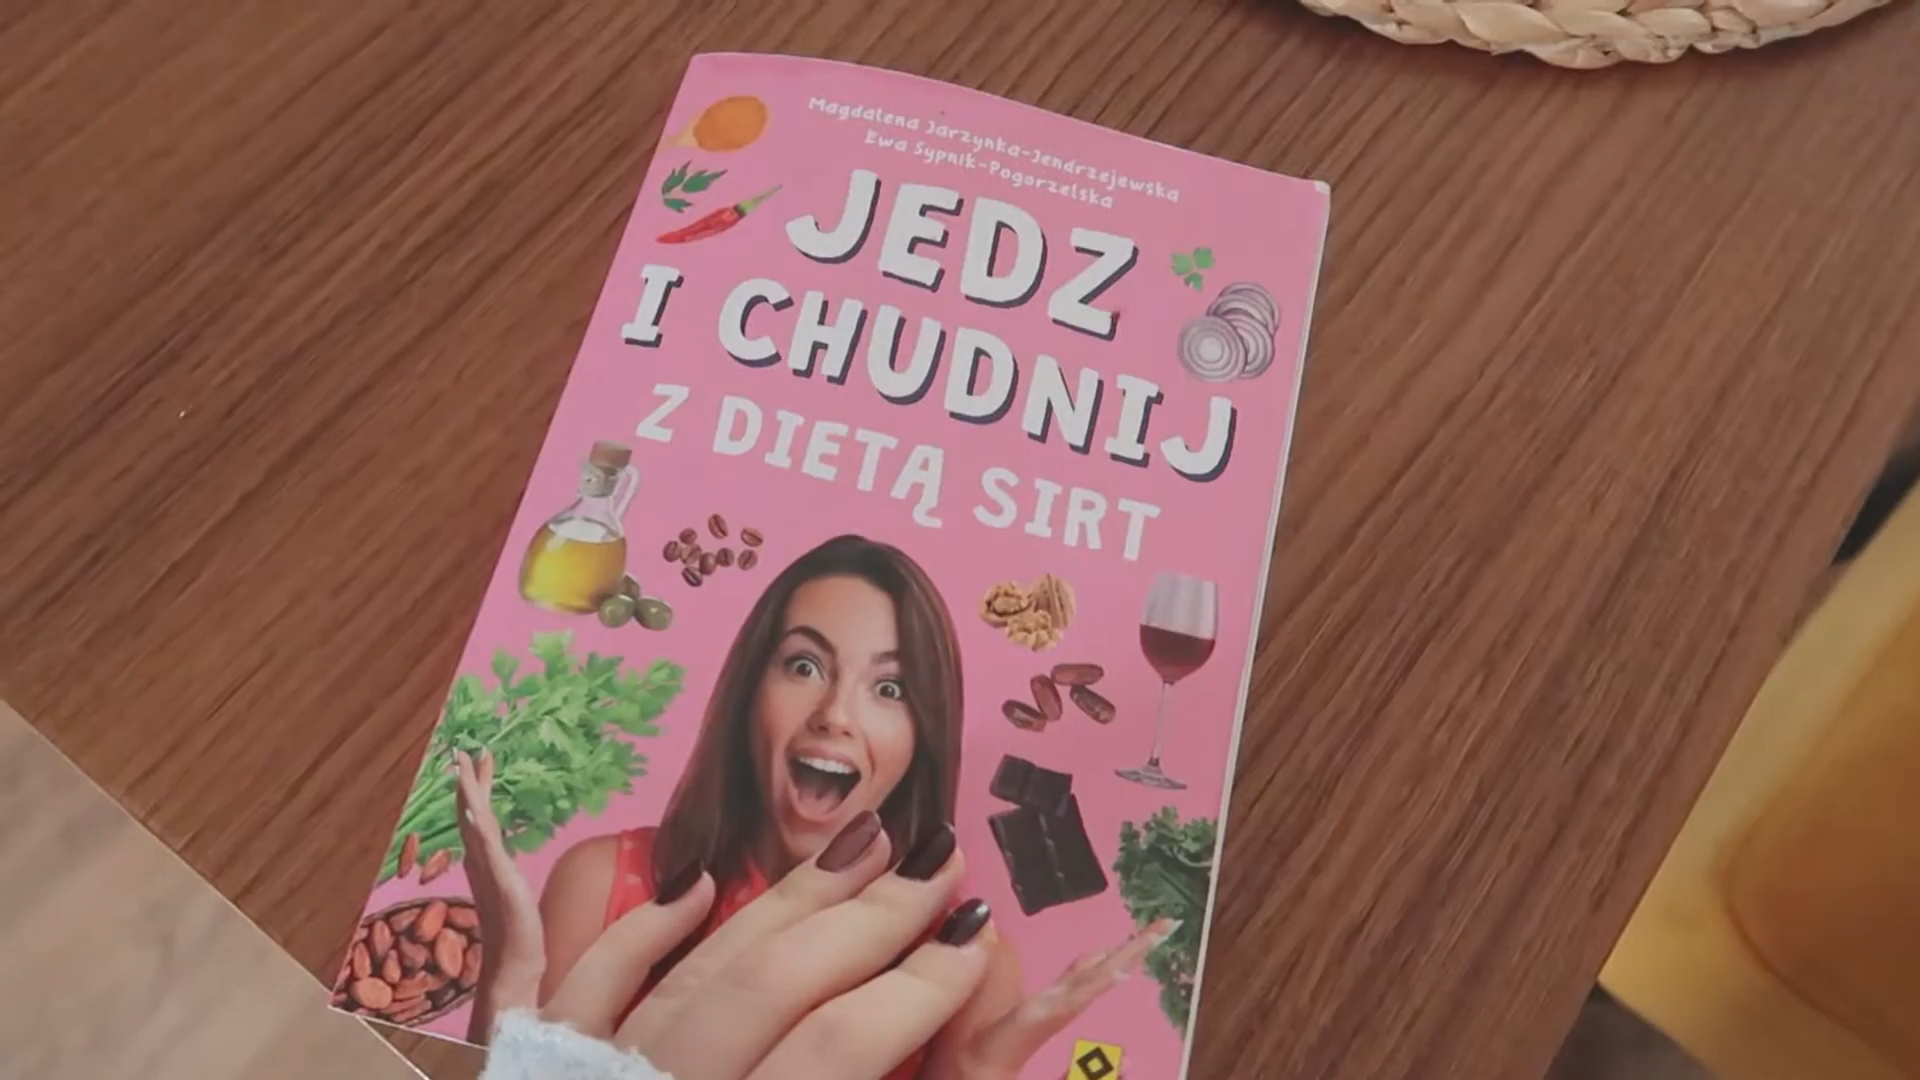 Magdalena Jarzynka-Jendrzejewska
Ewa Sypnik-Pogorzelska
JEDZ
I CHUDNIJ
Z DIETĄ SIRT